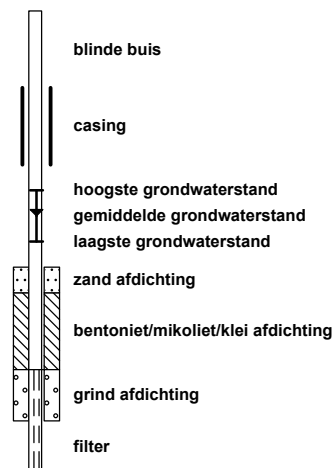 blinde buis
casing
hoogste grondwaterstand
gemiddelde grondwaterstand
laagste grondwaterstand
zand afdichting
bentoniet/mikoliet/klei afdichting
grind afdichting
filter